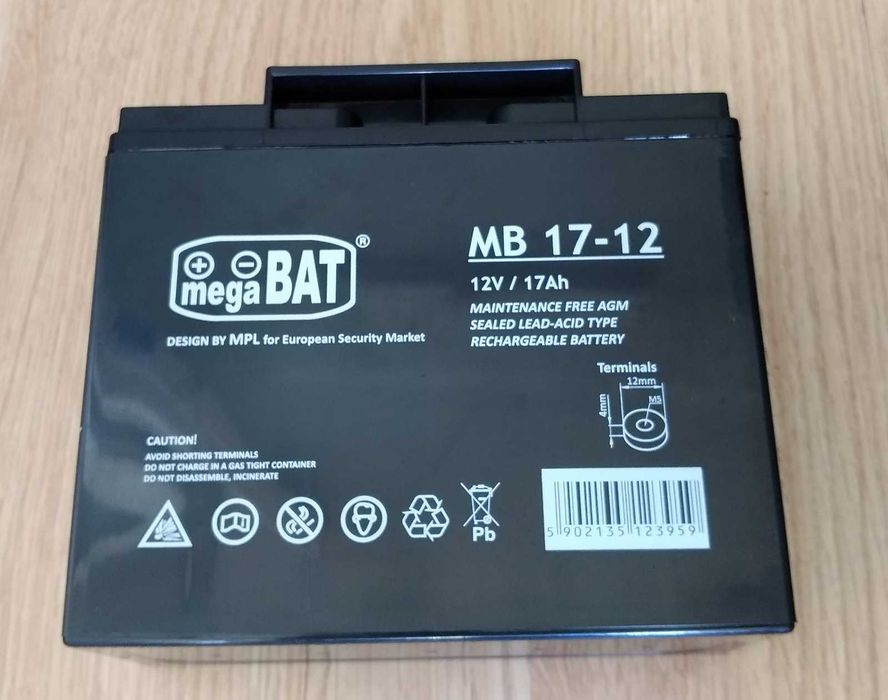 megaBAT®
DESIGN BY MPL for European Security Market
MB 17-12
12V / 17Ah
MAINTENANCE FREE AGM
SEALED LEAD-ACID TYPE
RECHARGEABLE BATTERY
Terminals
12mm
M5
4mm
CAUTION!
AVOID SHORTING TERMINALS
DO NOT CHARGE IN A GAS TIGHT CONTAINER
DO NOT DISASSEMBLE, INCINERATE
Pb
5 902135 123959